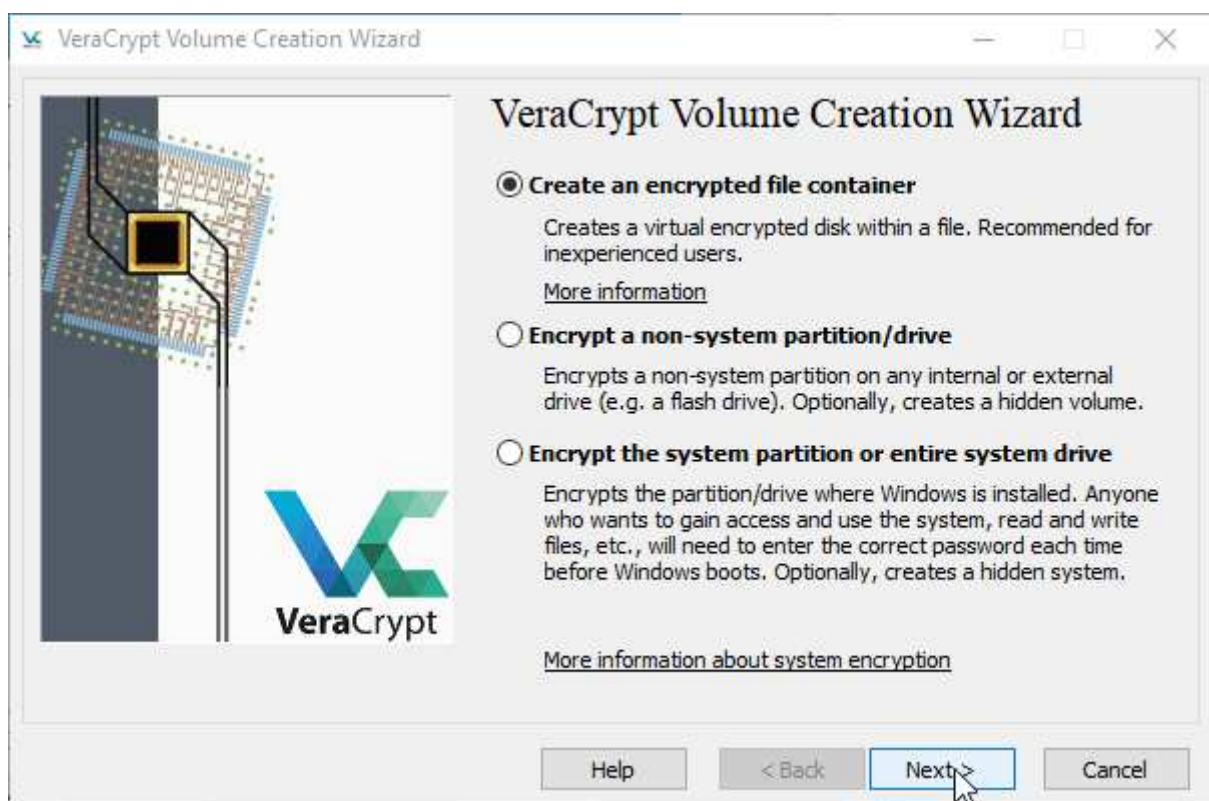 VeraCrypt Volume Creation Wizard
VeraCrypt
VeraCrypt Volume Creation Wizard
Create an encrypted file container
Creates a virtual encrypted disk within a file. Recommended for
inexperienced users.
More information
Encrypt a non-system partition/drive
Encrypts a non-system partition on any internal or external
drive (e.g. a flash drive). Optionally, creates a hidden volume.
Encrypt the system partition or entire system drive
Encrypts the partition/drive where Windows is installed. Anyone
who wants to gain access and use the system, read and write
files, etc., will need to enter the correct password each time
before Windows boots. Optionally, creates a hidden system.
More information about system encryption
Help
< Back
Next >
Cancel